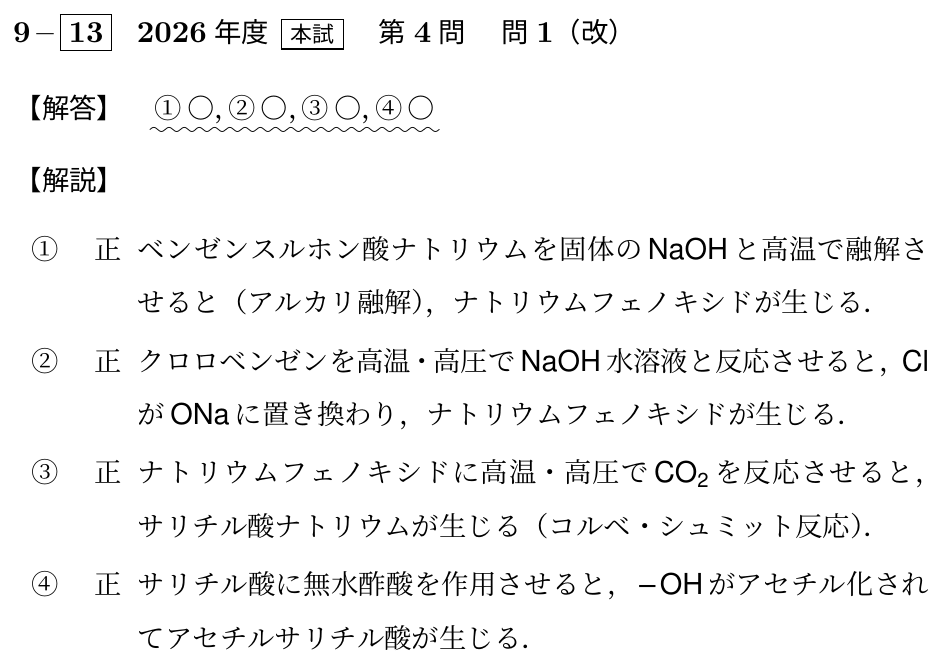 9－13 2026 年度 本試 第 4 問 問 1（改）
【解答】 ①○,②○,③○,④○
【解説】
① 正 ベンゼンスルホン酸ナトリウムを固体の NaOH と高温で融解さ
せると（アルカリ融解），ナトリウムフェノキシドが生じる．
② 正 クロロベンゼンを高温・高圧で NaOH 水溶液と反応させると，Cl
が ONa に置き換わり，ナトリウムフェノキシドが生じる．
③ 正 ナトリウムフェノキシドに高温・高圧で CO₂ を反応させると，
サリチル酸ナトリウムが生じる（コルベ・シュミット反応）．
④ 正 サリチル酸に無水酢酸を作用させると，－OH がアセチル化され
てアセチルサリチル酸が生じる．